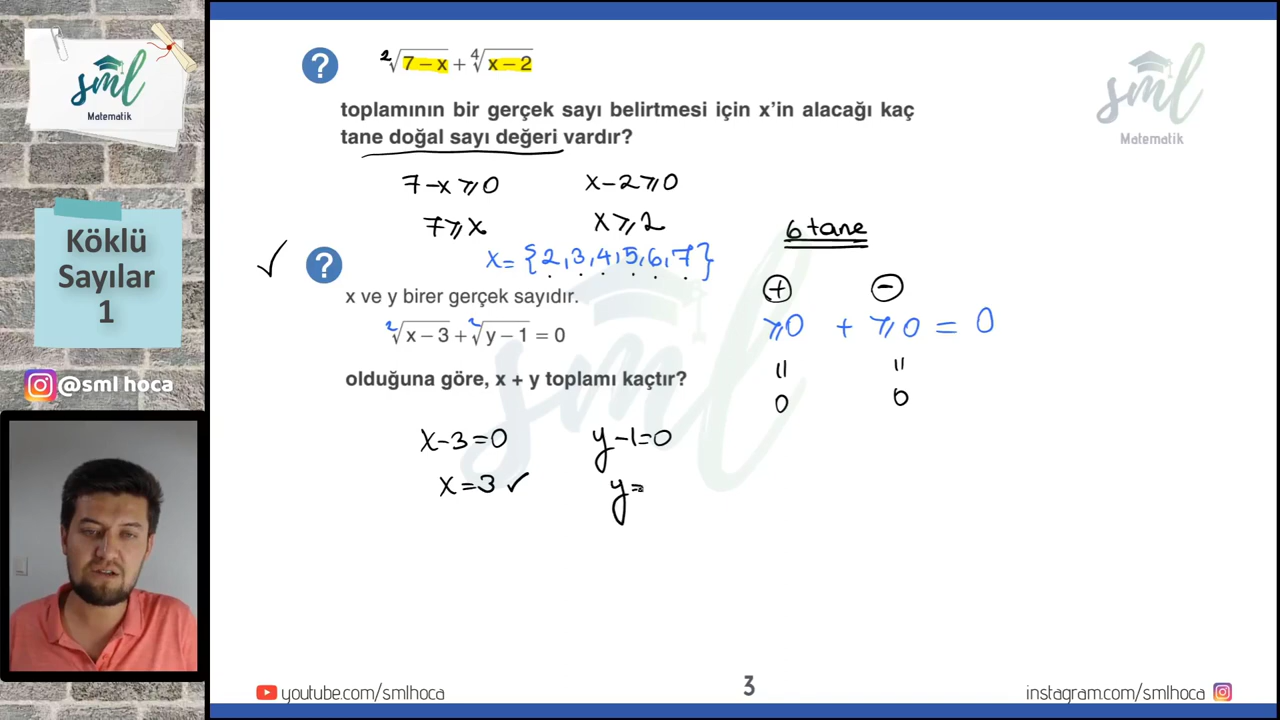 sml
Matematik
Köklü
Sayılar
1
@sml hoca
? ²√7 − x + ⁴√x − 2
toplamının bir gerçek sayı belirtmesi için x'in alacağı kaç
tane doğal sayı değeri vardır?
7-x ⩾ 0 x-2 ⩾ 0
7 ⩾ x x ⩾ 2
6 tane
x= {2,3,4,5,6,7}
? x ve y birer gerçek sayıdır.
²√x − 3 + ²√y − 1 = 0
olduğuna göre, x + y toplamı kaçtır?
+ -
⩾0 + ⩾0 = 0
= =
0 0
x-3=0 y-1=0
x=3 ✓ y=
sml
Matematik
youtube.com/smlhoca
3
instagram.com/smlhoca